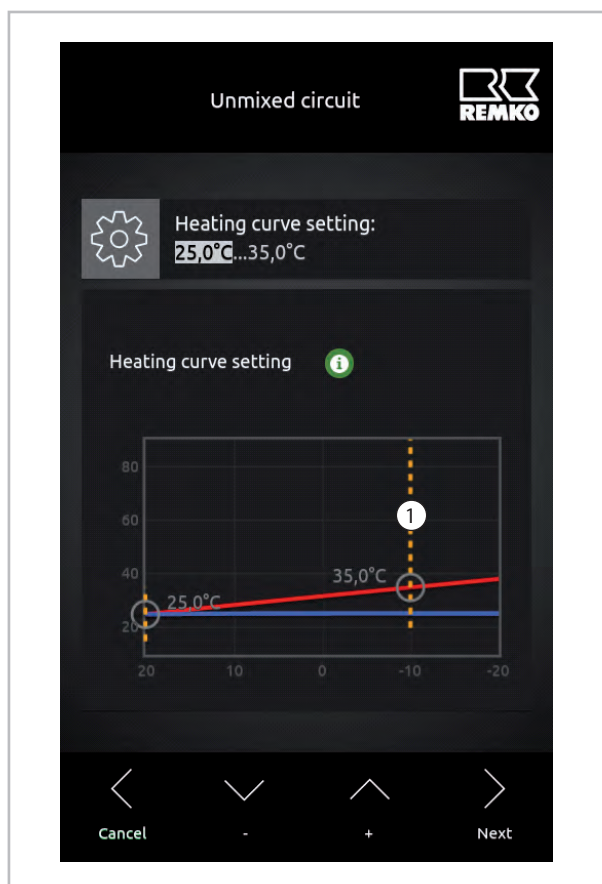 Unmixed circuit
REMKO
Heating curve setting:
25,0°C...35,0°C
Heating curve setting
i
80
60
40
20
1
35,0°C
25,0°C
20 10 0 -10 -20
Cancel - + Next